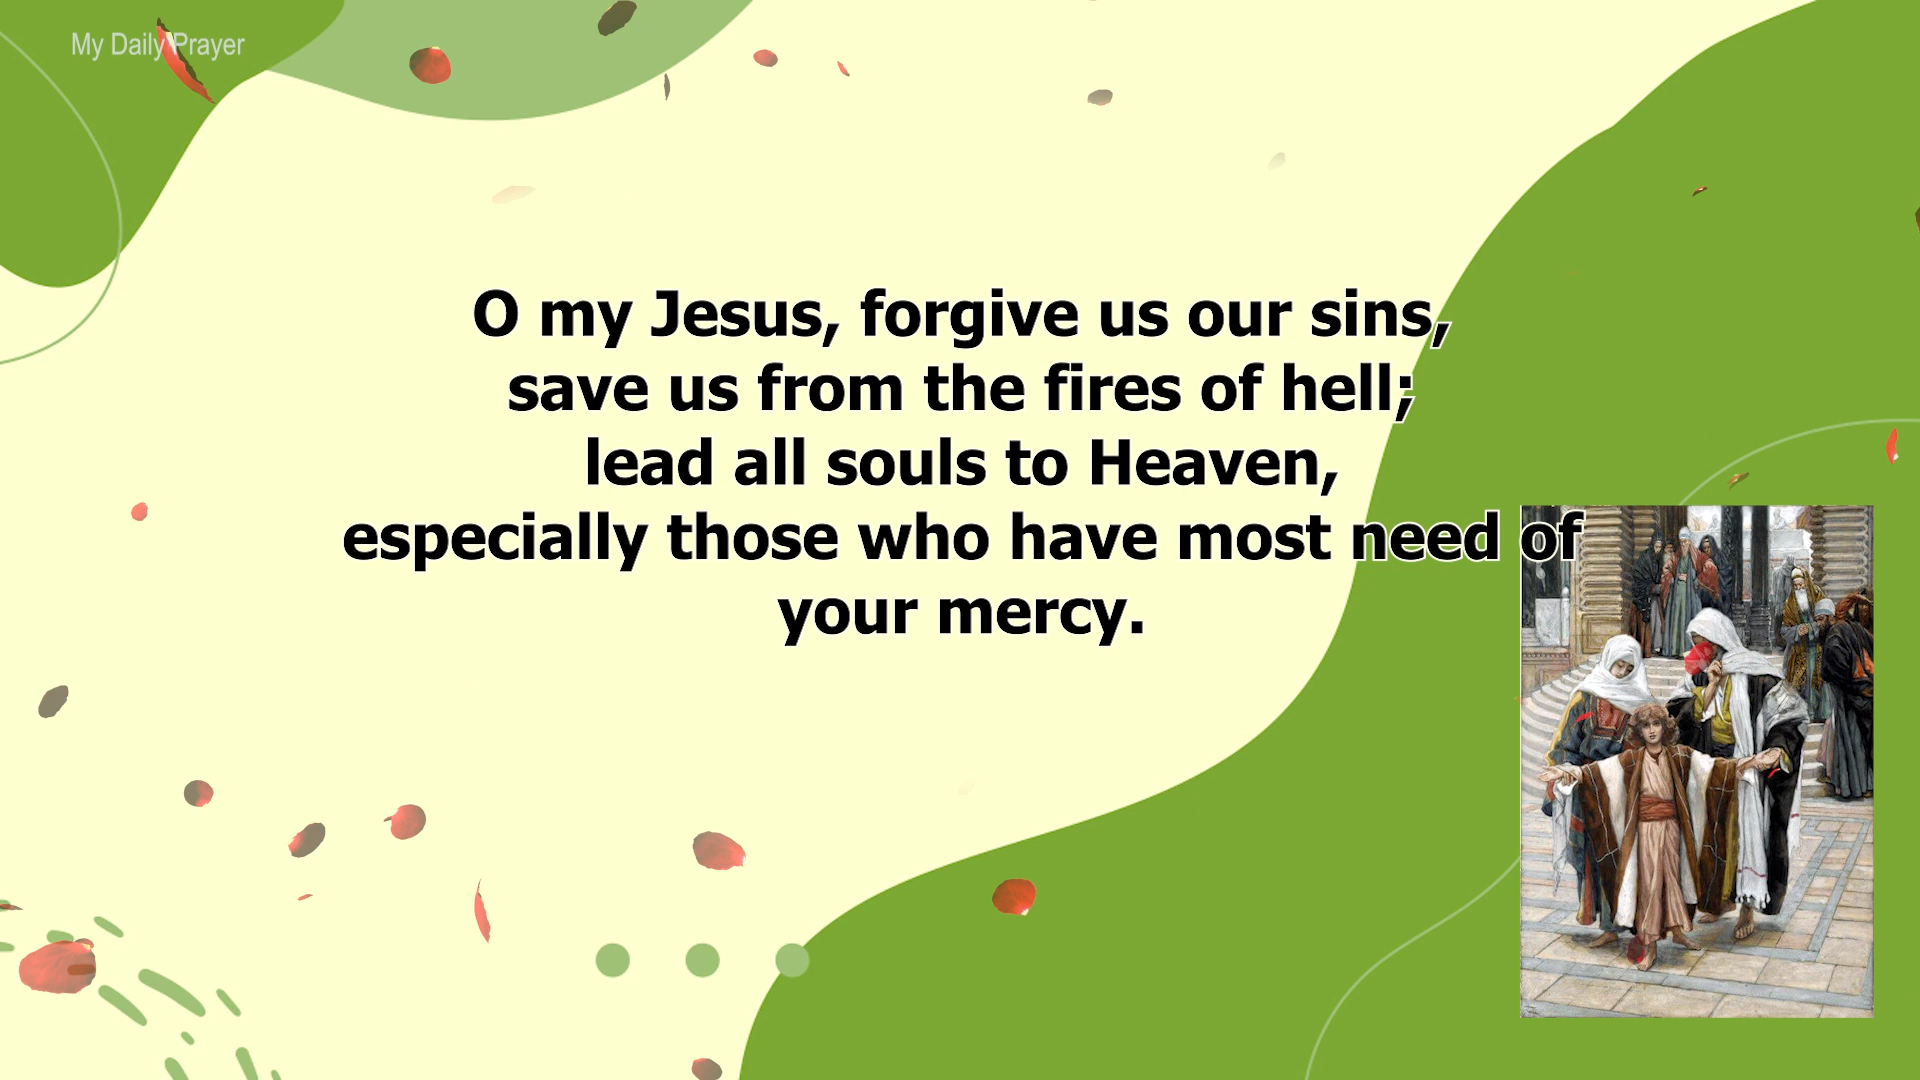 My Daily Prayer
O my Jesus, forgive us our sins,
save us from the fires of hell;
lead all souls to Heaven,
especially those who have most need of
your mercy.